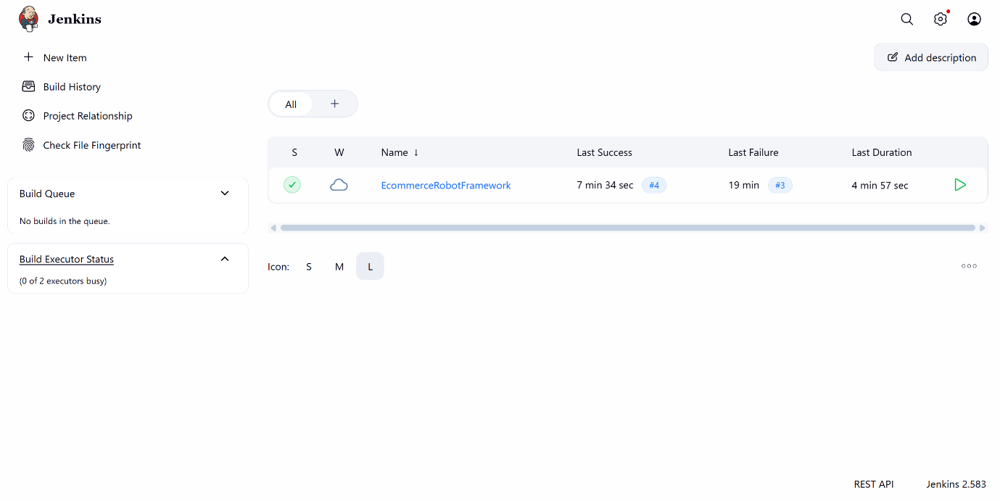 Jenkins
New Item
Build History
Project Relationship
Check File Fingerprint
Build Queue
No builds in the queue.
Build Executor Status
(0 of 2 executors busy)
Add description
All
S W Name ↓ Last Success Last Failure Last Duration
EcommerceRobotFramework 7 min 34 sec #4 19 min #3 4 min 57 sec
Icon: S M L
REST API Jenkins 2.583